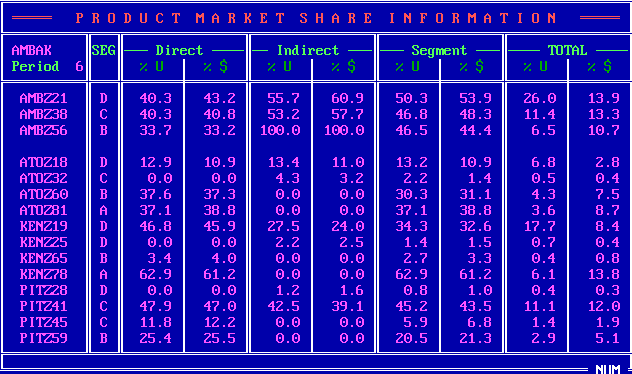 PRODUCT MARKET SHARE INFORMATION
AMBAK SEG Direct Indirect Segment TOTAL
Period 6 % U % $ % U % $ % U % $ % U % $
AMBZ21 D 40.3 43.2 55.7 60.9 50.3 53.9 26.0 13.9
AMBZ38 C 40.3 40.8 53.2 57.7 46.8 48.3 11.4 13.3
AMBZ56 B 33.7 33.2 100.0 100.0 46.5 44.4 6.5 10.7
ATOZ18 D 12.9 10.9 13.4 11.0 13.2 10.9 6.8 2.8
ATOZ32 C 0.0 0.0 4.3 3.2 2.2 1.4 0.5 0.4
ATOZ60 B 37.6 37.3 0.0 0.0 30.3 31.1 4.3 7.5
ATOZ81 A 37.1 38.8 0.0 0.0 37.1 38.8 3.6 8.7
KENZ19 D 46.8 45.9 27.5 24.0 34.3 32.6 17.7 8.4
KENZ25 D 0.0 0.0 2.2 2.5 1.4 1.5 0.7 0.4
KENZ65 B 3.4 4.0 0.0 0.0 2.7 3.3 0.4 0.8
KENZ78 A 62.9 61.2 0.0 0.0 62.9 61.2 6.1 13.8
PITZ28 D 0.0 0.0 1.2 1.6 0.8 1.0 0.4 0.3
PITZ41 C 47.9 47.0 42.5 39.1 45.2 43.5 11.1 12.0
PITZ45 C 11.8 12.2 0.0 0.0 5.9 6.8 1.4 1.9
PITZ59 B 25.4 25.5 0.0 0.0 20.5 21.3 2.9 5.1
NUM